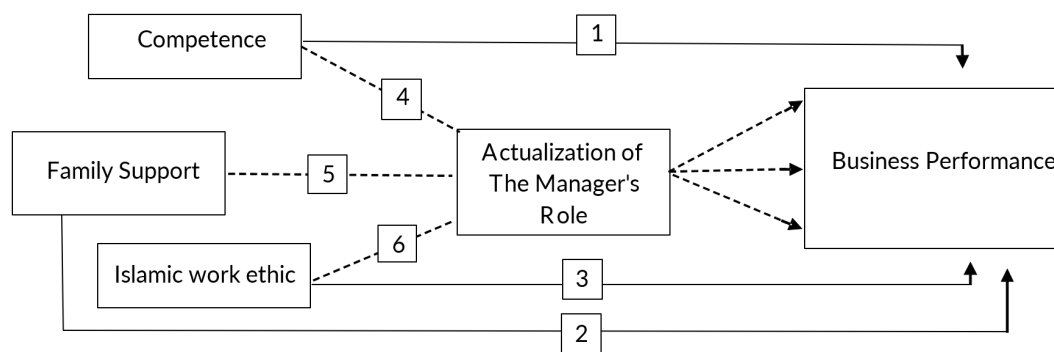 Competence
1
4
Family Support
5
Actualization of
The Manager's
Role
Business Performance
6
Islamic work ethic
3
2